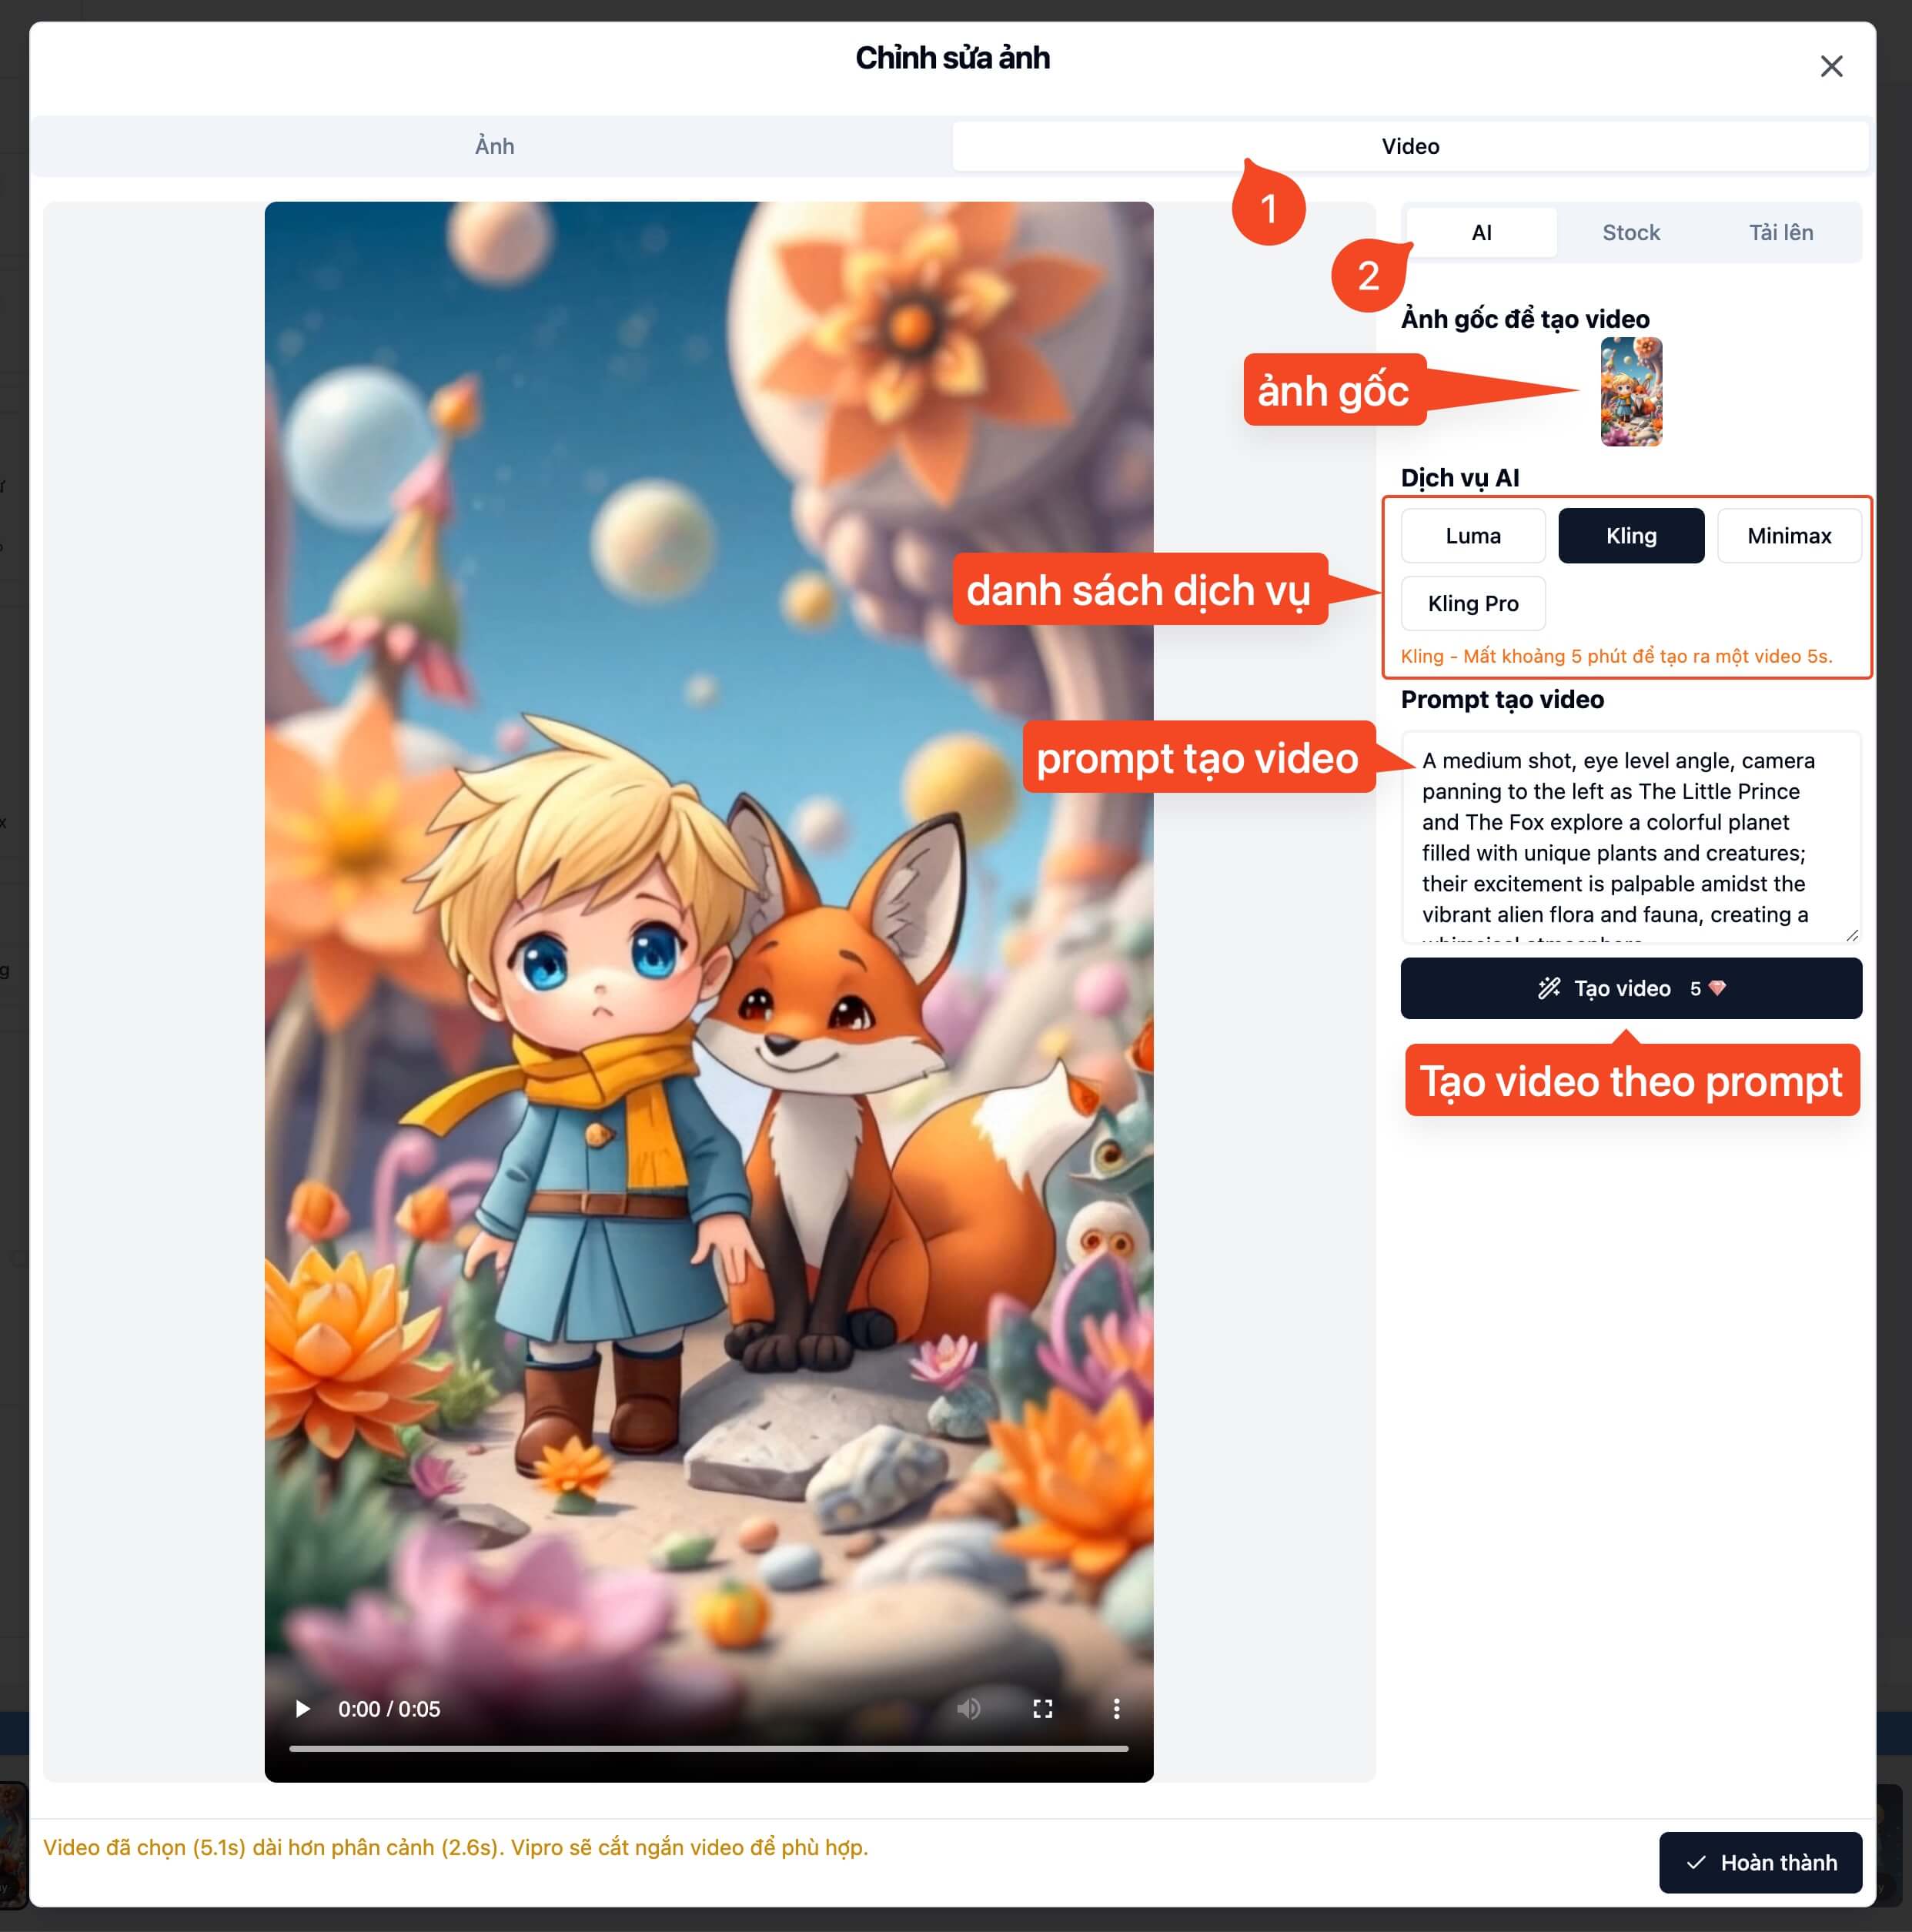 Chỉnh sửa ảnh
Ảnh
Video
1
AI
Stock
Tải lên
2
Ảnh gốc để tạo video
ảnh gốc
Dịch vụ AI
Luma
Kling
Minimax
danh sách dịch vụ
Kling Pro
Kling - Mất khoảng 5 phút để tạo ra một video 5s.
Prompt tạo video
prompt tạo video
A medium shot, eye level angle, camera
panning to the left as The Little Prince
and The Fox explore a colorful planet
filled with unique plants and creatures;
their excitement is palpable amidst the
vibrant alien flora and fauna, creating a
Tạo video 5
Tạo video theo prompt
0:00 / 0:05
Video đã chọn (5.1s) dài hơn phân cảnh (2.6s). Vipro sẽ cắt ngắn video để phù hợp.
Hoàn thành